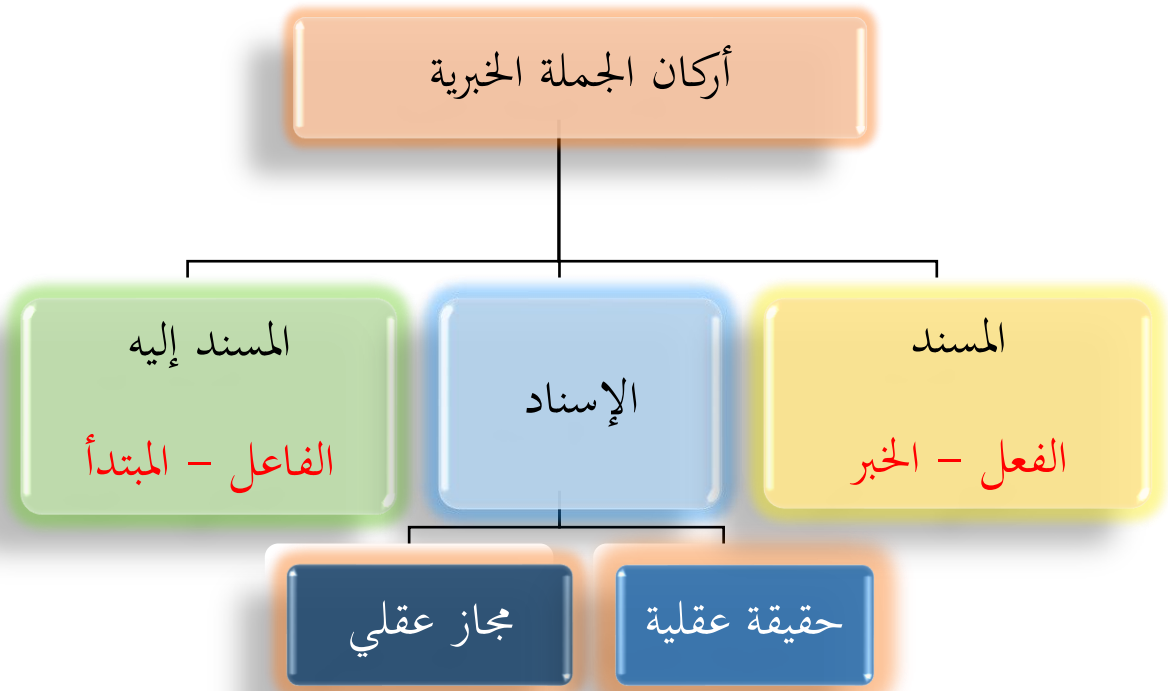 أركان الجملة الخبرية
المسند
الفعل – الخبر
الإسناد
المسند إليه
الفاعل – المبتدأ
حقيقة عقلية
مجاز عقلي